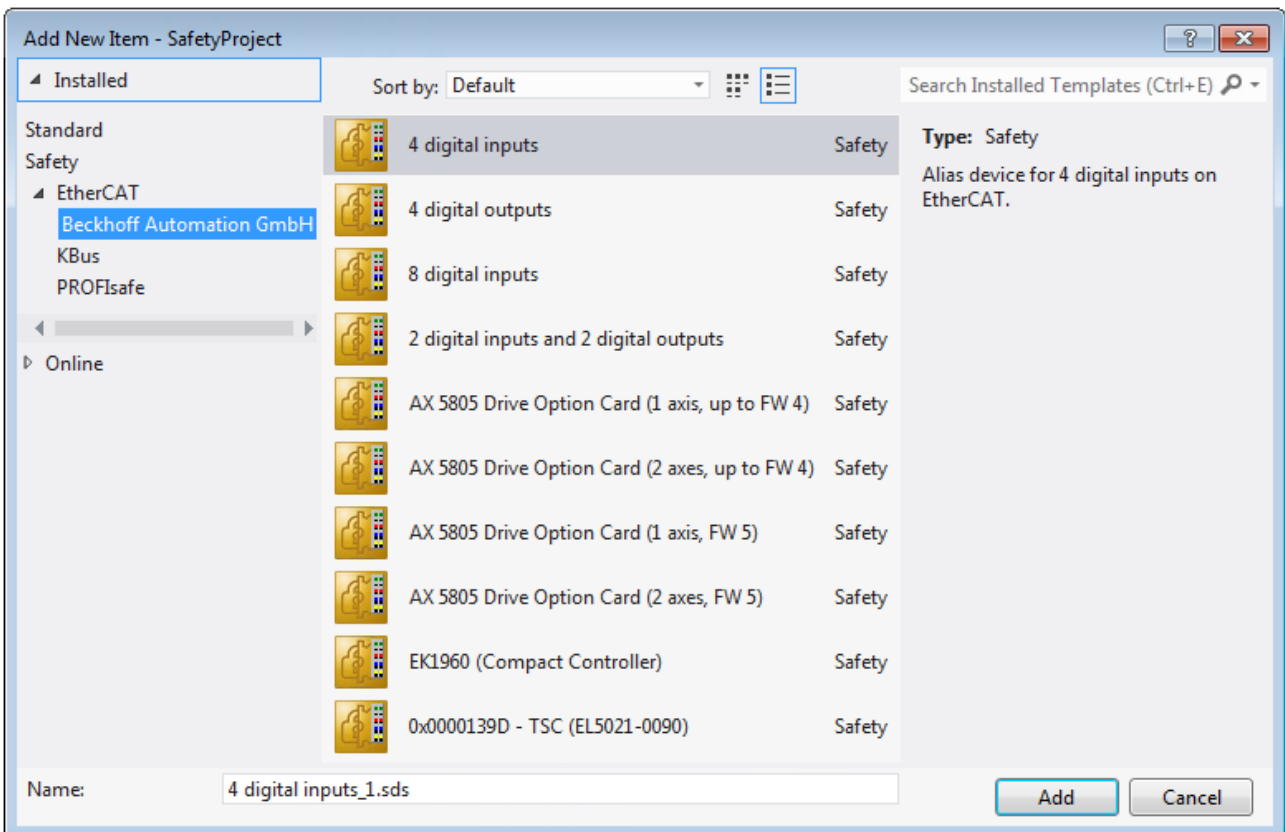 Add New Item - SafetyProject
Installed
Sort by: Default
Search Installed Templates (Ctrl+E)
Standard
Safety
EtherCAT
Beckhoff Automation GmbH
KBus
PROFIsafe
Online
4 digital inputs Safety
4 digital outputs Safety
8 digital inputs Safety
2 digital inputs and 2 digital outputs Safety
AX 5805 Drive Option Card (1 axis, up to FW 4) Safety
AX 5805 Drive Option Card (2 axes, up to FW 4) Safety
AX 5805 Drive Option Card (1 axis, FW 5) Safety
AX 5805 Drive Option Card (2 axes, FW 5) Safety
EK1960 (Compact Controller) Safety
0x0000139D - TSC (EL5021-0090) Safety
Type: Safety
Alias device for 4 digital inputs on
EtherCAT.
Name: 4 digital inputs_1.sds
Add Cancel